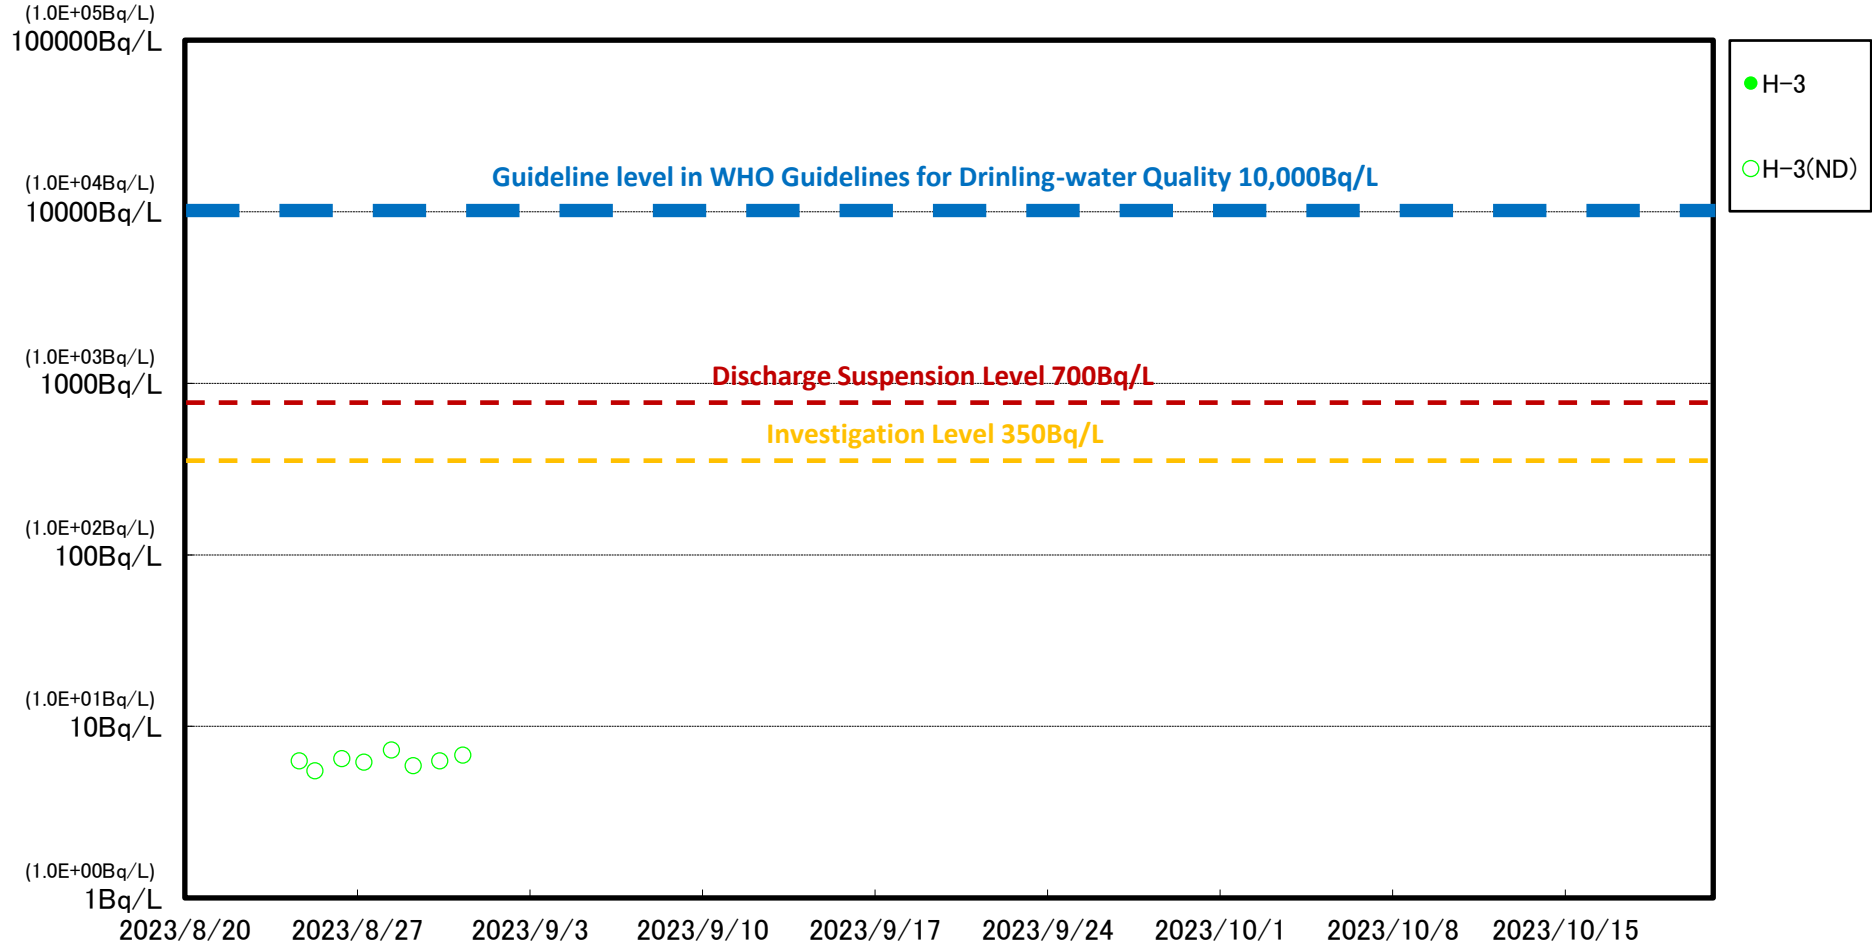 (1.0E+05Bq/L)
100000Bq/L
H-3
Guideline level in WHO Guidelines for Drinling-water Quality 10,000Bq/L
H-3(ND)
(1.0E+04Bq/L)
10000Bq/L
(1.0E+03Bq/L)
1000Bq/L
Discharge Suspension Level 700Bq/L
Investigation Level 350Bq/L
(1.0E+02Bq/L)
100Bq/L
(1.0E+01Bq/L)
10Bq/L
(1.0E+00Bq/L)
1Bq/L
2023/8/20 2023/8/27 2023/9/3 2023/9/10 2023/9/17 2023/9/24 2023/10/1 2023/10/8 2023/10/15